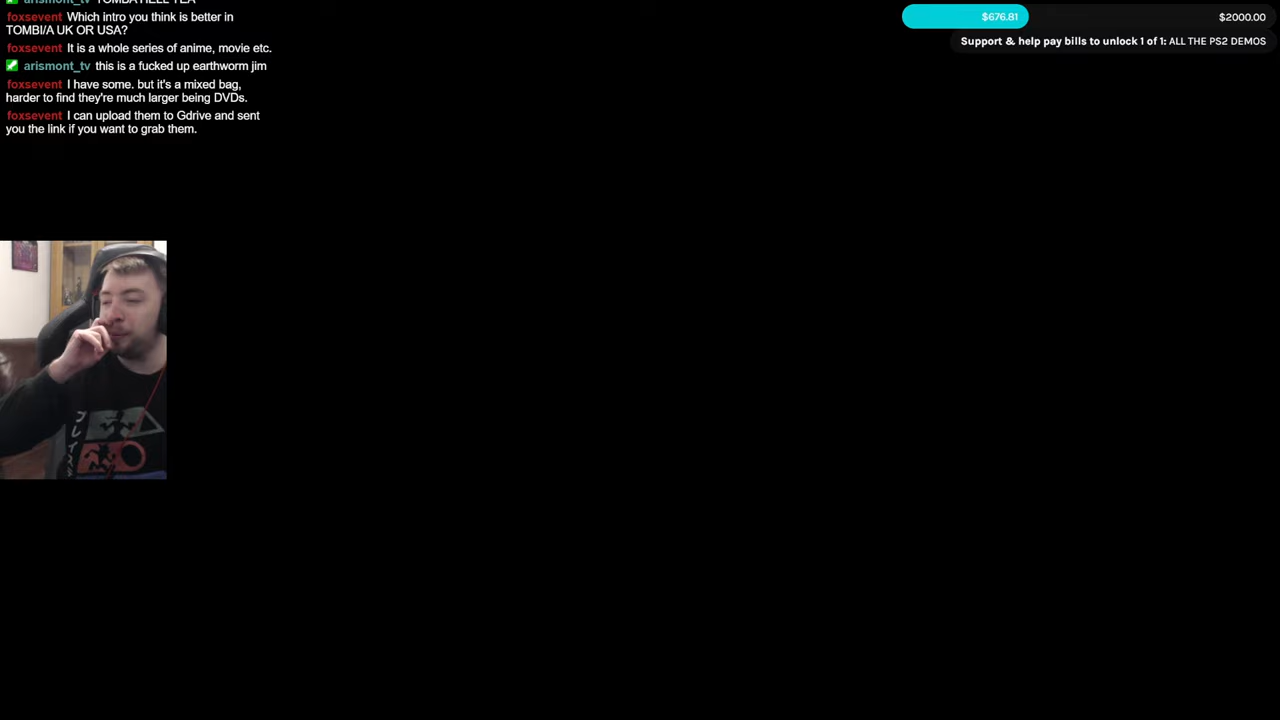 arismont_tv TOMBA HELL YEA
foxsevent Which intro you think is better in
TOMBI/A UK OR USA?
foxsevent It is a whole series of anime, movie etc.
arismont_tv this is a fucked up earthworm jim
foxsevent I have some. but it's a mixed bag,
harder to find they're much larger being DVDs.
foxsevent I can upload them to Gdrive and sent
you the link if you want to grab them.
$676.81
$2000.00
Support & help pay bills to unlock 1 of 1: ALL THE PS2 DEMOS